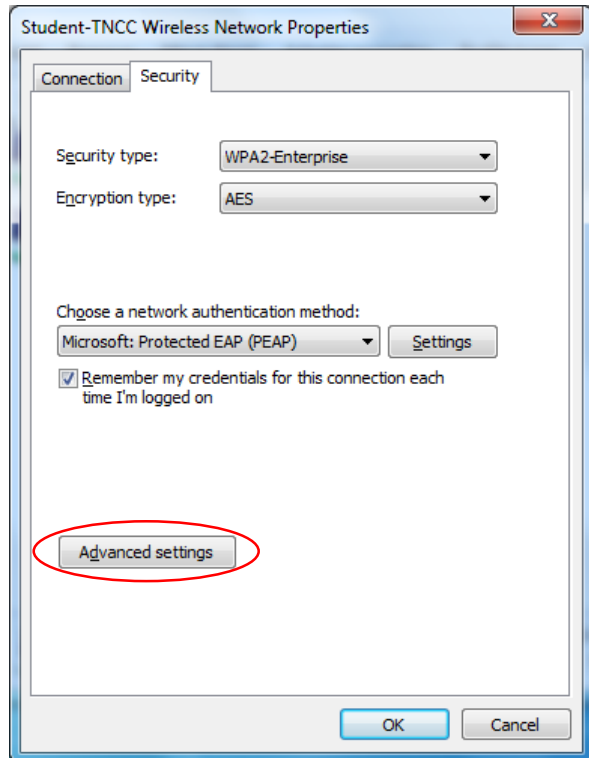 Student-TNCC Wireless Network Properties
Connection Security
Security type: WPA2-Enterprise
Encryption type: AES
Choose a network authentication method:
Microsoft: Protected EAP (PEAP) Settings
Remember my credentials for this connection each
time I'm logged on
Advanced settings
OK Cancel